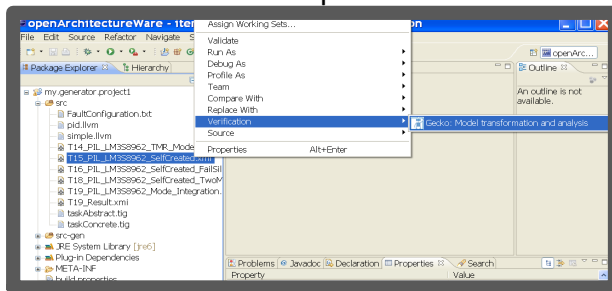 openArchitectureWare - iter
on
File Edit Source Refactor Navigate S
Assign Working Sets...
Validate
Run As
Debug As
Profile As
Team
Compare With
Replace With
Verification
Source
Properties Alt+Enter
Gecko: Model transformation and analysis
openArc...
Package Explorer Hierarchy
my.generator.project1
src
FaultConfiguration.txt
pid.llvm
simple.llvm
T14_PIL_LM3S8962_TMR_Mode
T15_PIL_LM3S8962_SelfCreated.xmi
T16_PIL_LM3S8962_SelfCreated_FailSil
T18_PIL_LM3S8962_SelfCreated_TwoM
T19_PIL_LM3S8962_Mode_Integration.
T19_Result.xmi
taskAbstract.tig
taskConcrete.tig
src-gen
JRE System Library [jre6]
Plug-in Dependencies
META-INF
build.properties
Outline
An outline is not
available.
Problems Javadoc Declaration Properties Search
Property Value